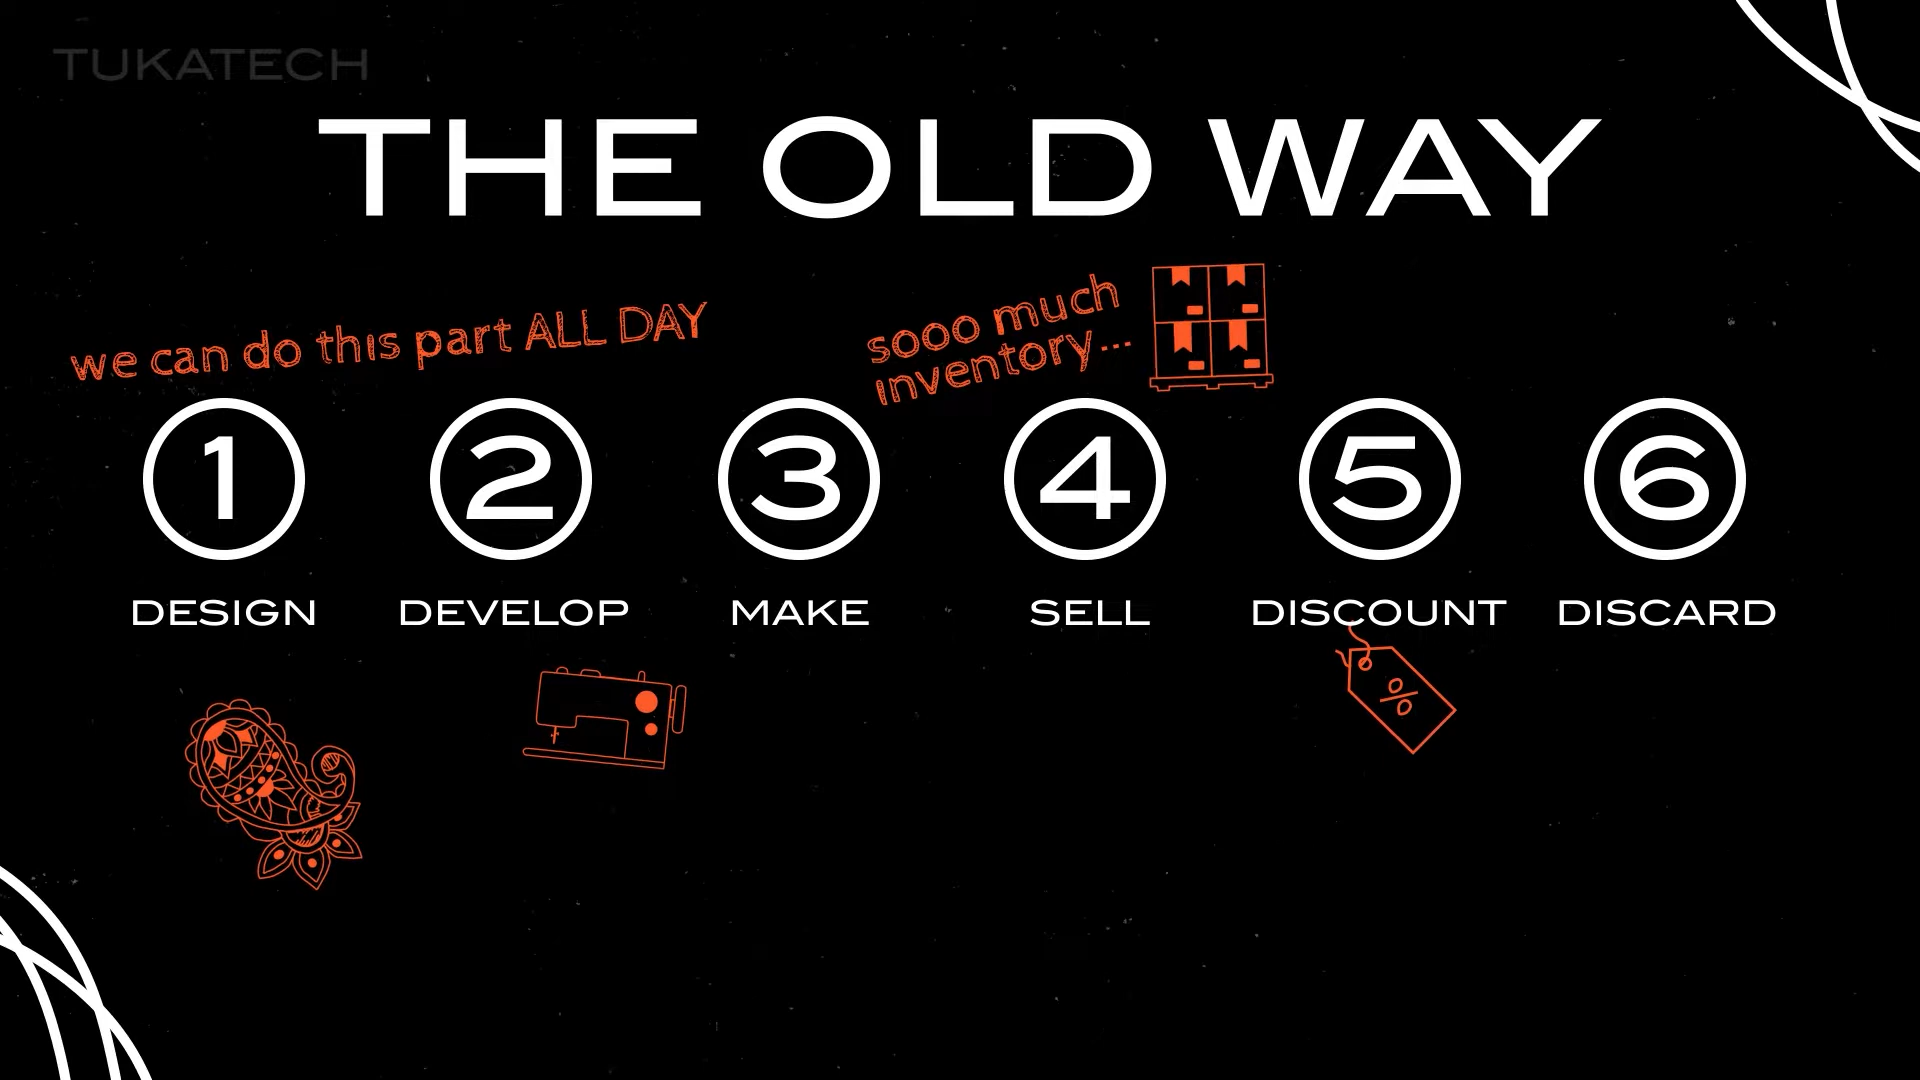 TUKATECH
THE OLD WAY
we can do this part ALL DAY
sooo much
inventory...
1
2
3
4
5
6
DESIGN
DEVELOP
MAKE
SELL
DISCOUNT
DISCARD
%